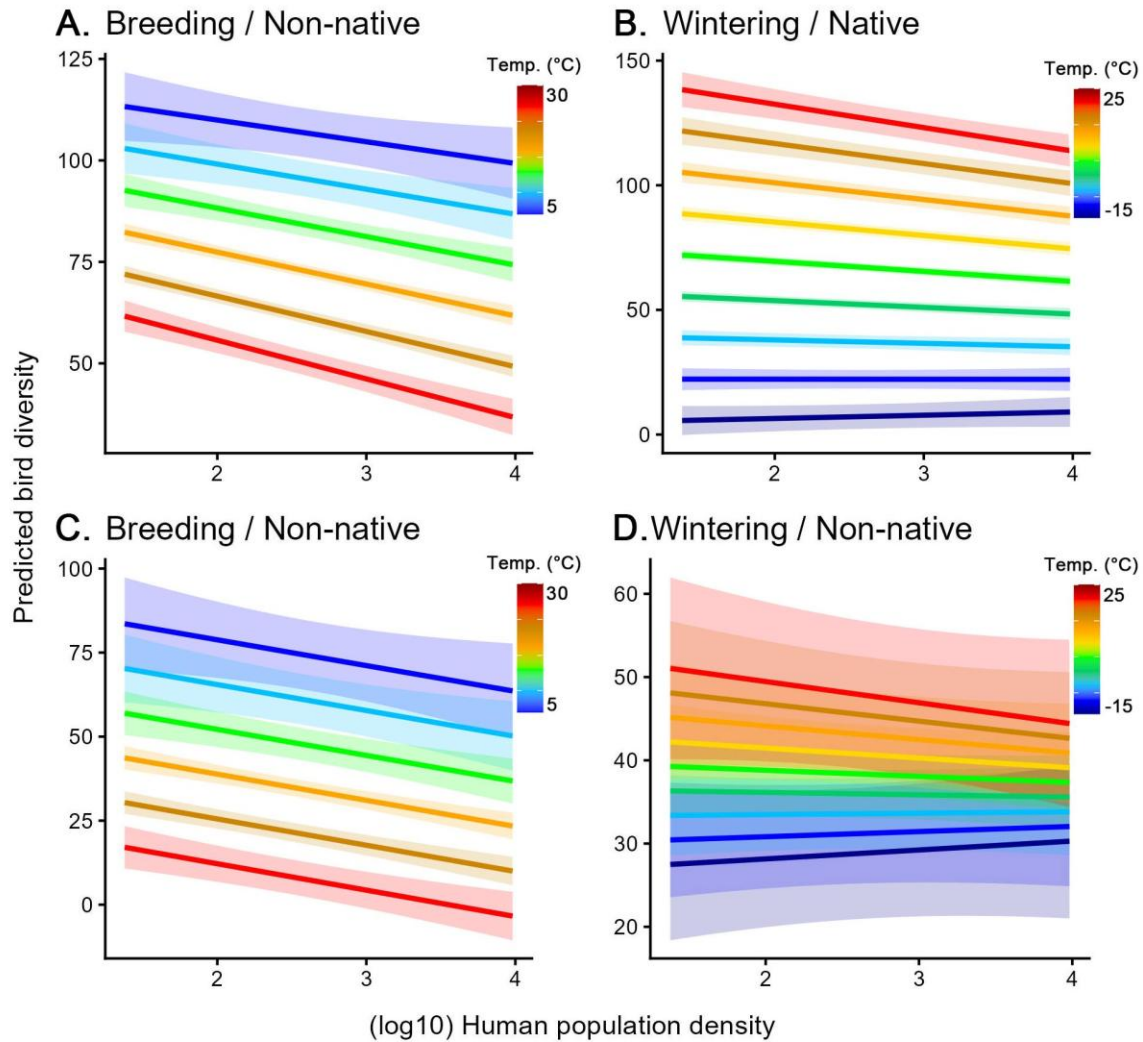 A. Breeding / Non-native
B. Wintering / Native
Temp. (°C)
30
5
Temp. (°C)
25
-15
125
100
75
50
150
100
50
0
2 3 4
2 3 4
C. Breeding / Non-native
D. Wintering / Non-native
Temp. (°C)
30
5
Temp. (°C)
25
-15
100
75
50
25
0
60
50
40
30
20
2 3 4
2 3 4
Predicted bird diversity
(log10) Human population density